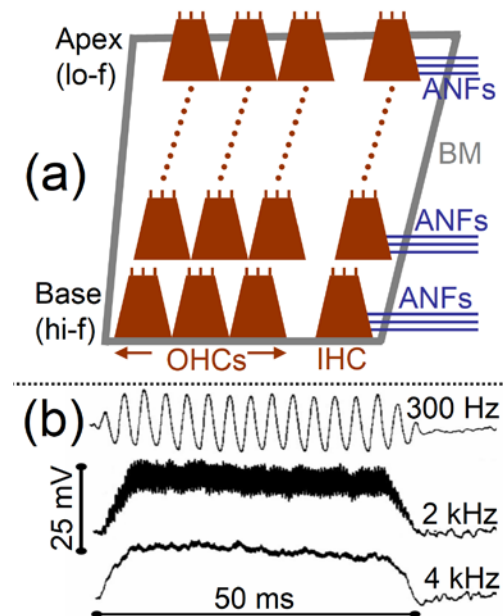 Apex
(lo-f)
ANFs
BM
(a)
ANFs
Base
(hi-f)
ANFs
OHCs
IHC
(b)
300 Hz
25 mV
2 kHz
4 kHz
50 ms